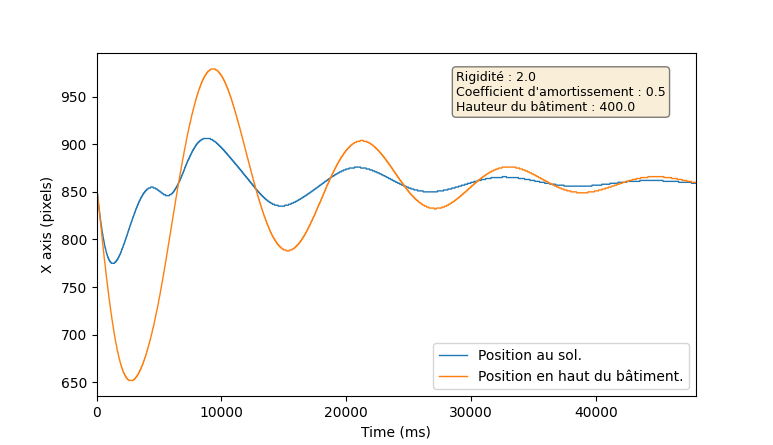 Rigidité : 2.0
Coefficient d'amortissement : 0.5
Hauteur du bâtiment : 400.0
950
900
850
800
750
700
650
X axis (pixels)
Position au sol.
Position en haut du bâtiment.
0 10000 20000 30000 40000
Time (ms)